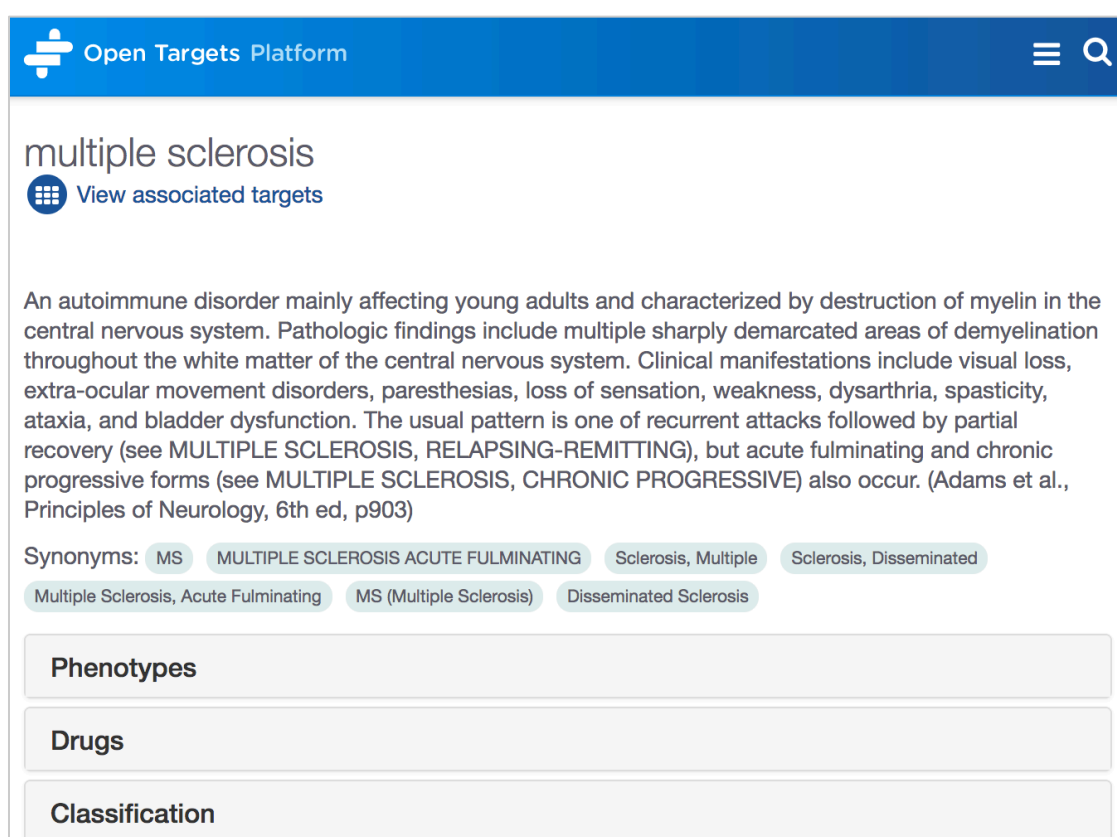 Open Targets Platform
multiple sclerosis
View associated targets
An autoimmune disorder mainly affecting young adults and characterized by destruction of myelin in the
central nervous system. Pathologic findings include multiple sharply demarcated areas of demyelination
throughout the white matter of the central nervous system. Clinical manifestations include visual loss,
extra-ocular movement disorders, paresthesias, loss of sensation, weakness, dysarthria, spasticity,
ataxia, and bladder dysfunction. The usual pattern is one of recurrent attacks followed by partial
recovery (see MULTIPLE SCLEROSIS, RELAPSING-REMITTING), but acute fulminating and chronic
progressive forms (see MULTIPLE SCLEROSIS, CHRONIC PROGRESSIVE) also occur. (Adams et al.,
Principles of Neurology, 6th ed, p903)
Synonyms: MS MULTIPLE SCLEROSIS ACUTE FULMINATING Sclerosis, Multiple Sclerosis, Disseminated
Multiple Sclerosis, Acute Fulminating MS (Multiple Sclerosis) Disseminated Sclerosis
Phenotypes
Drugs
Classification